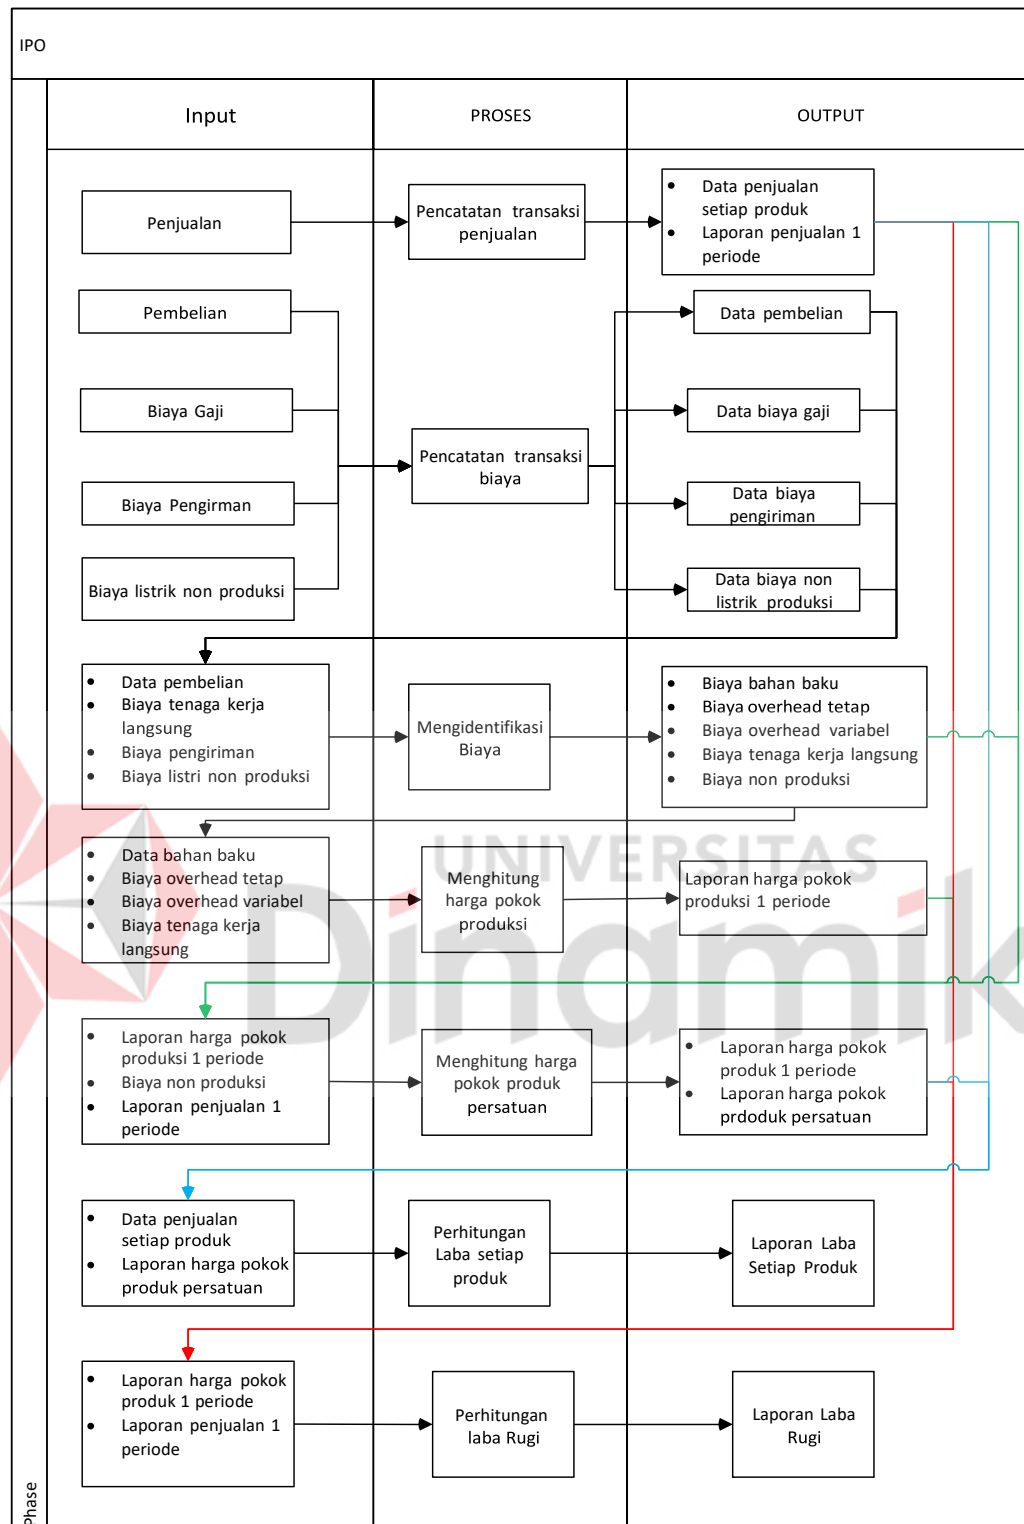 IPO
Input
PROSES
OUTPUT
Penjualan
Pencatatan transaksi
penjualan
• Data penjualan
setiap produk
• Laporan penjualan 1
periode
Pembelian
Biaya Gaji
Biaya Pengirman
Biaya listrik non produksi
Pencatatan transaksi
biaya
Data pembelian
Data biaya gaji
Data biaya
pengiriman
Data biaya non
listrik produksi
• Data pembelian
• Biaya tenaga kerja
langsung
• Biaya pengiriman
• Biaya listri non produksi
Mengidentifikasi
Biaya
• Biaya bahan baku
• Biaya overhead tetap
• Biaya overhead variabel
• Biaya tenaga kerja langsung
• Biaya non produksi
UNIVERSITAS
Dinamika
• Data bahan baku
• Biaya overhead tetap
• Biaya overhead variabel
• Biaya tenaga kerja
langsung
Menghitung
harga pokok
produksi
Laporan harga pokok
produksi 1 periode
• Laporan harga pokok
produksi 1 periode
• Biaya non produksi
• Laporan penjualan 1
periode
Menghitung harga
pokok produk
persatuan
• Laporan harga pokok
produk 1 periode
• Laporan harga pokok
prdoduk persatuan
• Data penjualan
setiap produk
• Laporan harga pokok
produk persatuan
Perhitungan
Laba setiap
produk
Laporan Laba
Setiap Produk
• Laporan harga pokok
produk 1 periode
• Laporan penjualan 1
periode
Perhitungan
laba Rugi
Laporan Laba
Rugi
Phase